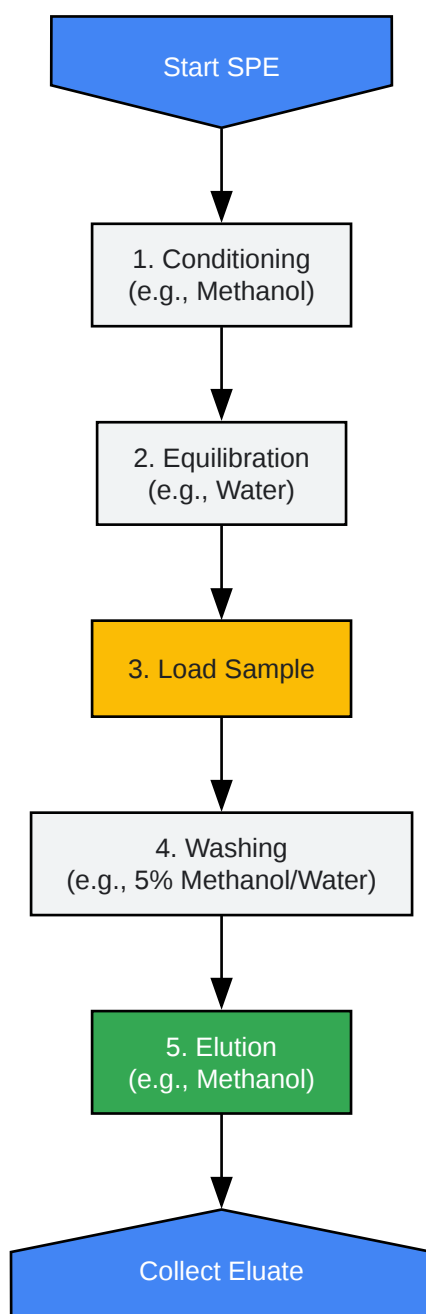 Start SPE
1. Conditioning
(e.g., Methanol)
2. Equilibration
(e.g., Water)
3. Load Sample
4. Washing
(e.g., 5% Methanol/Water)
5. Elution
(e.g., Methanol)
Collect Eluate